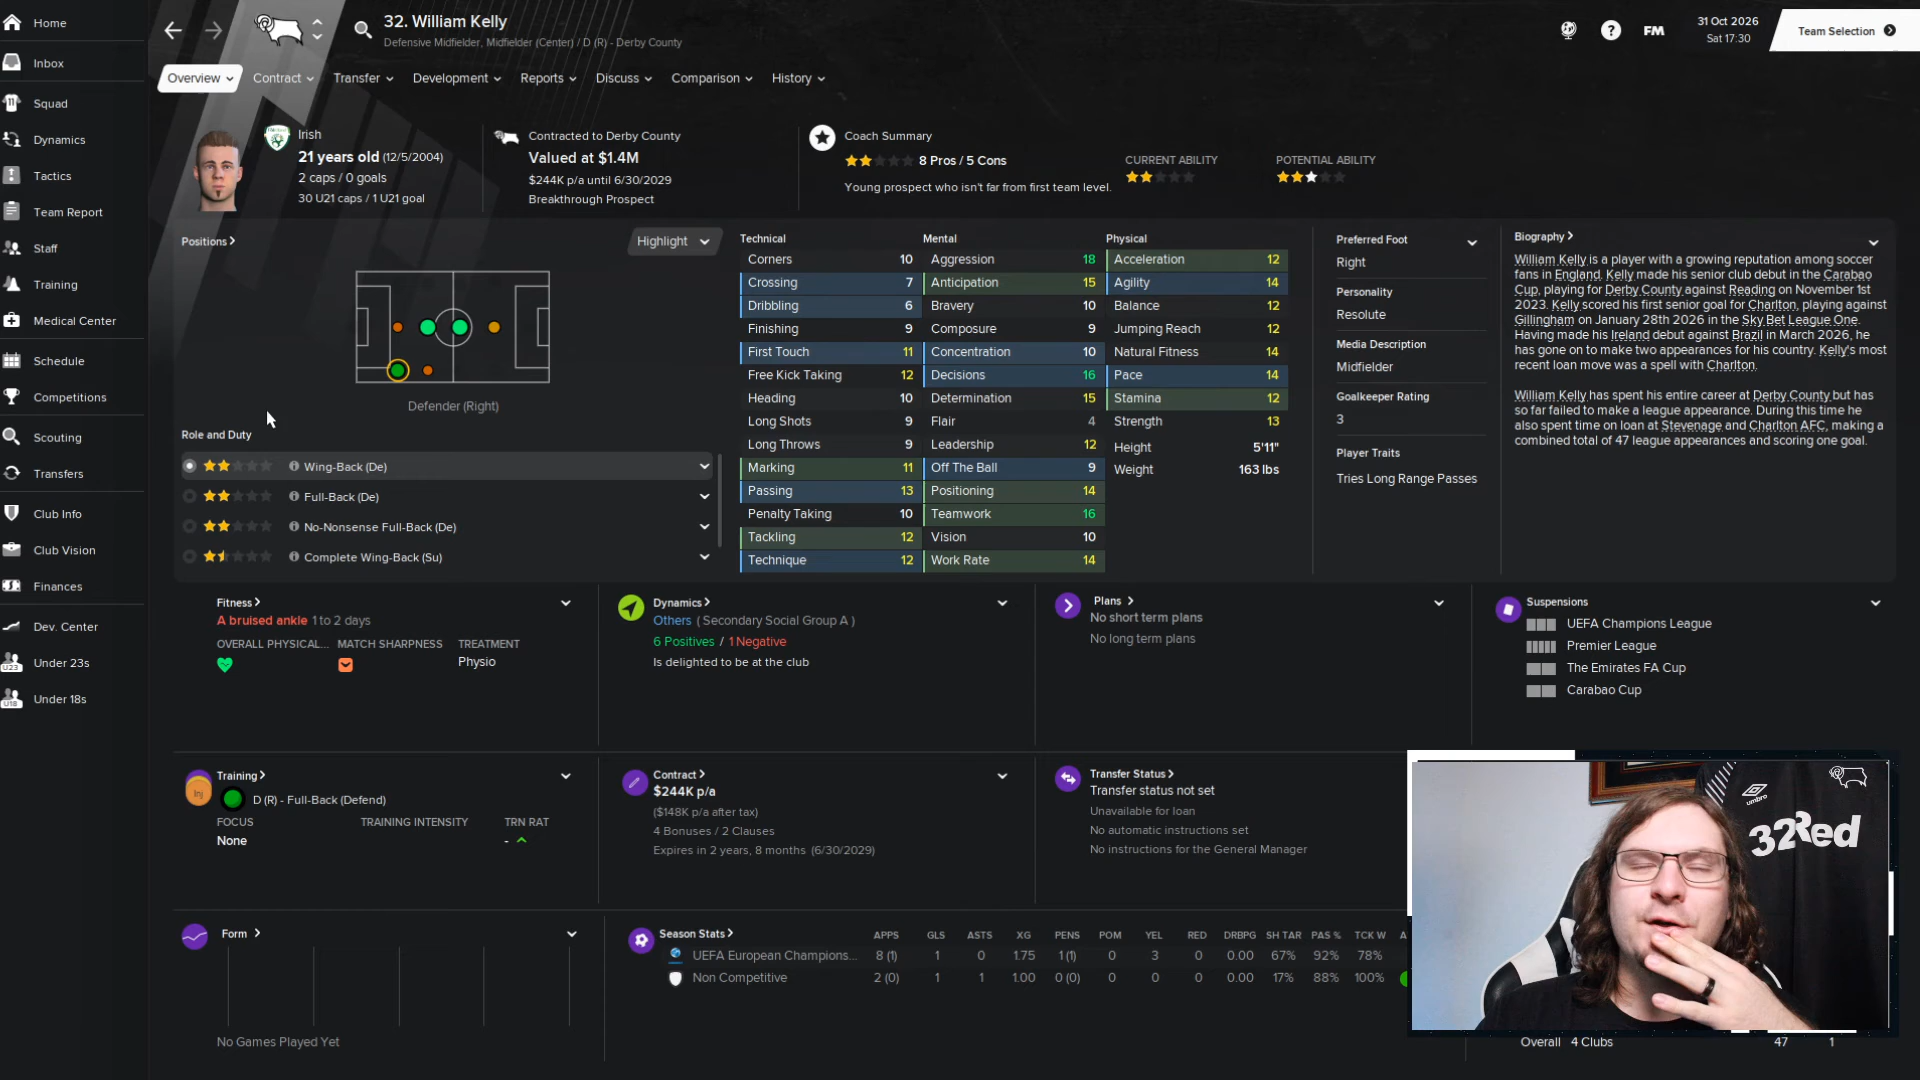 Home
Inbox
Squad
Dynamics
Tactics
Team Report
Staff
Training
Medical Center
Schedule
Competitions
Scouting
Transfers
Club Info
Club Vision
Finances
Dev. Center
Under 23s
Under 18s
32. William Kelly
Defensive Midfielder, Midfielder (Center) / D (R) - Derby County
FM
31 Oct 2026
Sat 17:30
Team Selection
Overview Contract Transfer Development Reports Discuss Comparison History
Irish
21 years old (12/5/2004)
2 caps / 0 goals
30 U21 caps / 1 U21 goal
Contracted to Derby County
Valued at $1.4M
$244K p/a until 6/30/2029
Breakthrough Prospect
Coach Summary
8 Pros / 5 Cons
Young prospect who isn't far from first team level.
CURRENT ABILITY
POTENTIAL ABILITY
Positions
Highlight
Defender (Right)
Role and Duty
Wing-Back (De)
Full-Back (De)
No-Nonsense Full-Back (De)
Complete Wing-Back (Su)
Technical
Corners 10
Crossing 7
Dribbling 6
Finishing 9
First Touch 11
Free Kick Taking 12
Heading 10
Long Shots 9
Long Throws 9
Marking 11
Passing 13
Penalty Taking 10
Tackling 12
Technique 12
Mental
Aggression 18
Anticipation 15
Bravery 10
Composure 9
Concentration 10
Decisions 16
Determination 15
Flair 4
Leadership 12
Off The Ball 9
Positioning 14
Teamwork 16
Vision 10
Work Rate 14
Physical
Acceleration 12
Agility 14
Balance 12
Jumping Reach 12
Natural Fitness 14
Pace 14
Stamina 12
Strength 13
Height 5'11"
Weight 163 lbs
Preferred Foot
Right
Personality
Resolute
Media Description
Midfielder
Goalkeeper Rating
3
Player Traits
Tries Long Range Passes
Biography
William Kelly is a player with a growing reputation among soccer
fans in England. Kelly made his senior club debut in the Carabao
Cup, playing for Derby County against Reading on November 1st
2023. Kelly scored his first senior goal for Charlton, playing against
Gillingham on January 28th 2026 in the Sky Bet League One.
Having made his Ireland debut against Brazil in March 2026, he
has gone on to make two appearances for his country. Kelly's most
recent loan move was a spell with Charlton.
William Kelly has spent his entire career at Derby County but has
so far failed to make a league appearance. During this time he
also spent time on loan at Stevenage and Charlton AFC, making a
combined total of 47 league appearances and scoring one goal.
Fitness
A bruised ankle 1 to 2 days
OVERALL PHYSICAL... MATCH SHARPNESS TREATMENT
Physio
Dynamics
Others ( Secondary Social Group A )
6 Positives / 1 Negative
Is delighted to be at the club
Plans
No short term plans
No long term plans
Suspensions
UEFA Champions League
Premier League
The Emirates FA Cup
Carabao Cup
Training
Inj
D (R) - Full-Back (Defend)
FOCUS TRAINING INTENSITY TRN RAT
None -
Contract
$244K p/a
($148K p/a after tax)
4 Bonuses / 2 Clauses
Expires in 2 years, 8 months (6/30/2029)
Transfer Status
Transfer status not set
Unavailable for loan
No automatic instructions set
No instructions for the General Manager
Form
No Games Played Yet
Season Stats APPS GLS ASTS XG PENS POM YEL RED DRBPG SH TAR PAS % TCK W A
UEFA European Champions... 8 (1) 1 0 1.75 1 (1) 0 3 0 0.00 67% 92% 78%
Non Competitive 2 (0) 1 1 1.00 0 (0) 0 0 0 0.00 17% 88% 100%
umbro
32Red
Overall 4 Clubs 47 1